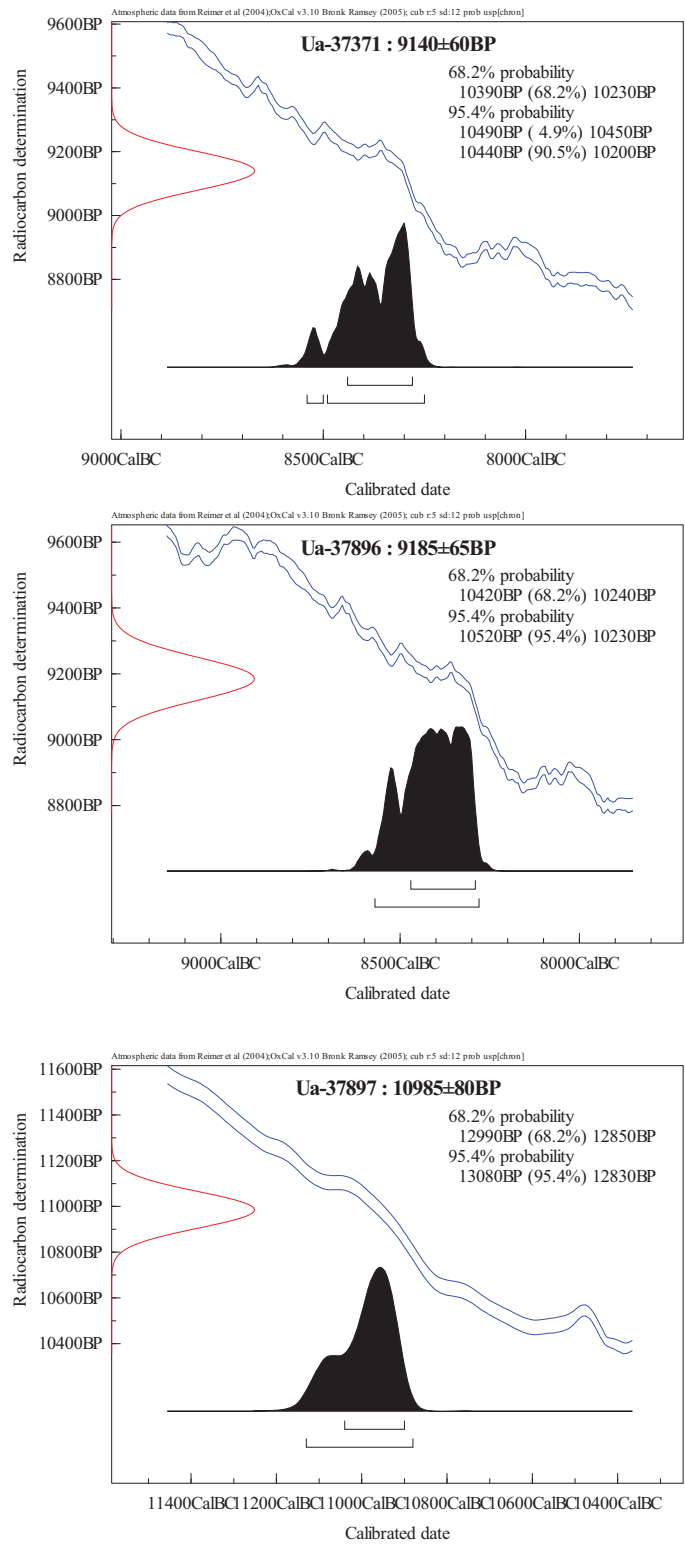 Atmospheric data from Reimer et al (2004);OxCal v3.10 Bronk Ramsey (2005); cub r:5 sd:12 prob usp[chron]
Ua-37371 : 9140±60BP
68.2% probability
10390BP (68.2%) 10230BP
95.4% probability
10490BP ( 4.9%) 10450BP
10440BP (90.5%) 10200BP
Radiocarbon determination
9600BP
9400BP
9200BP
9000BP
8800BP
9000CalBC 8500CalBC 8000CalBC
Calibrated date
Atmospheric data from Reimer et al (2004);OxCal v3.10 Bronk Ramsey (2005); cub r:5 sd:12 prob usp[chron]
Ua-37896 : 9185±65BP
68.2% probability
10420BP (68.2%) 10240BP
95.4% probability
10520BP (95.4%) 10230BP
Radiocarbon determination
9600BP
9400BP
9200BP
9000BP
8800BP
9000CalBC 8500CalBC 8000CalBC
Calibrated date
Atmospheric data from Reimer et al (2004);OxCal v3.10 Bronk Ramsey (2005); cub r:5 sd:12 prob usp[chron]
Ua-37897 : 10985±80BP
68.2% probability
12990BP (68.2%) 12850BP
95.4% probability
13080BP (95.4%) 12830BP
Radiocarbon determination
11600BP
11400BP
11200BP
11000BP
10800BP
10600BP
10400BP
11400CalBC 11200CalBC 11000CalBC 10800CalBC 10600CalBC 10400CalBC
Calibrated date